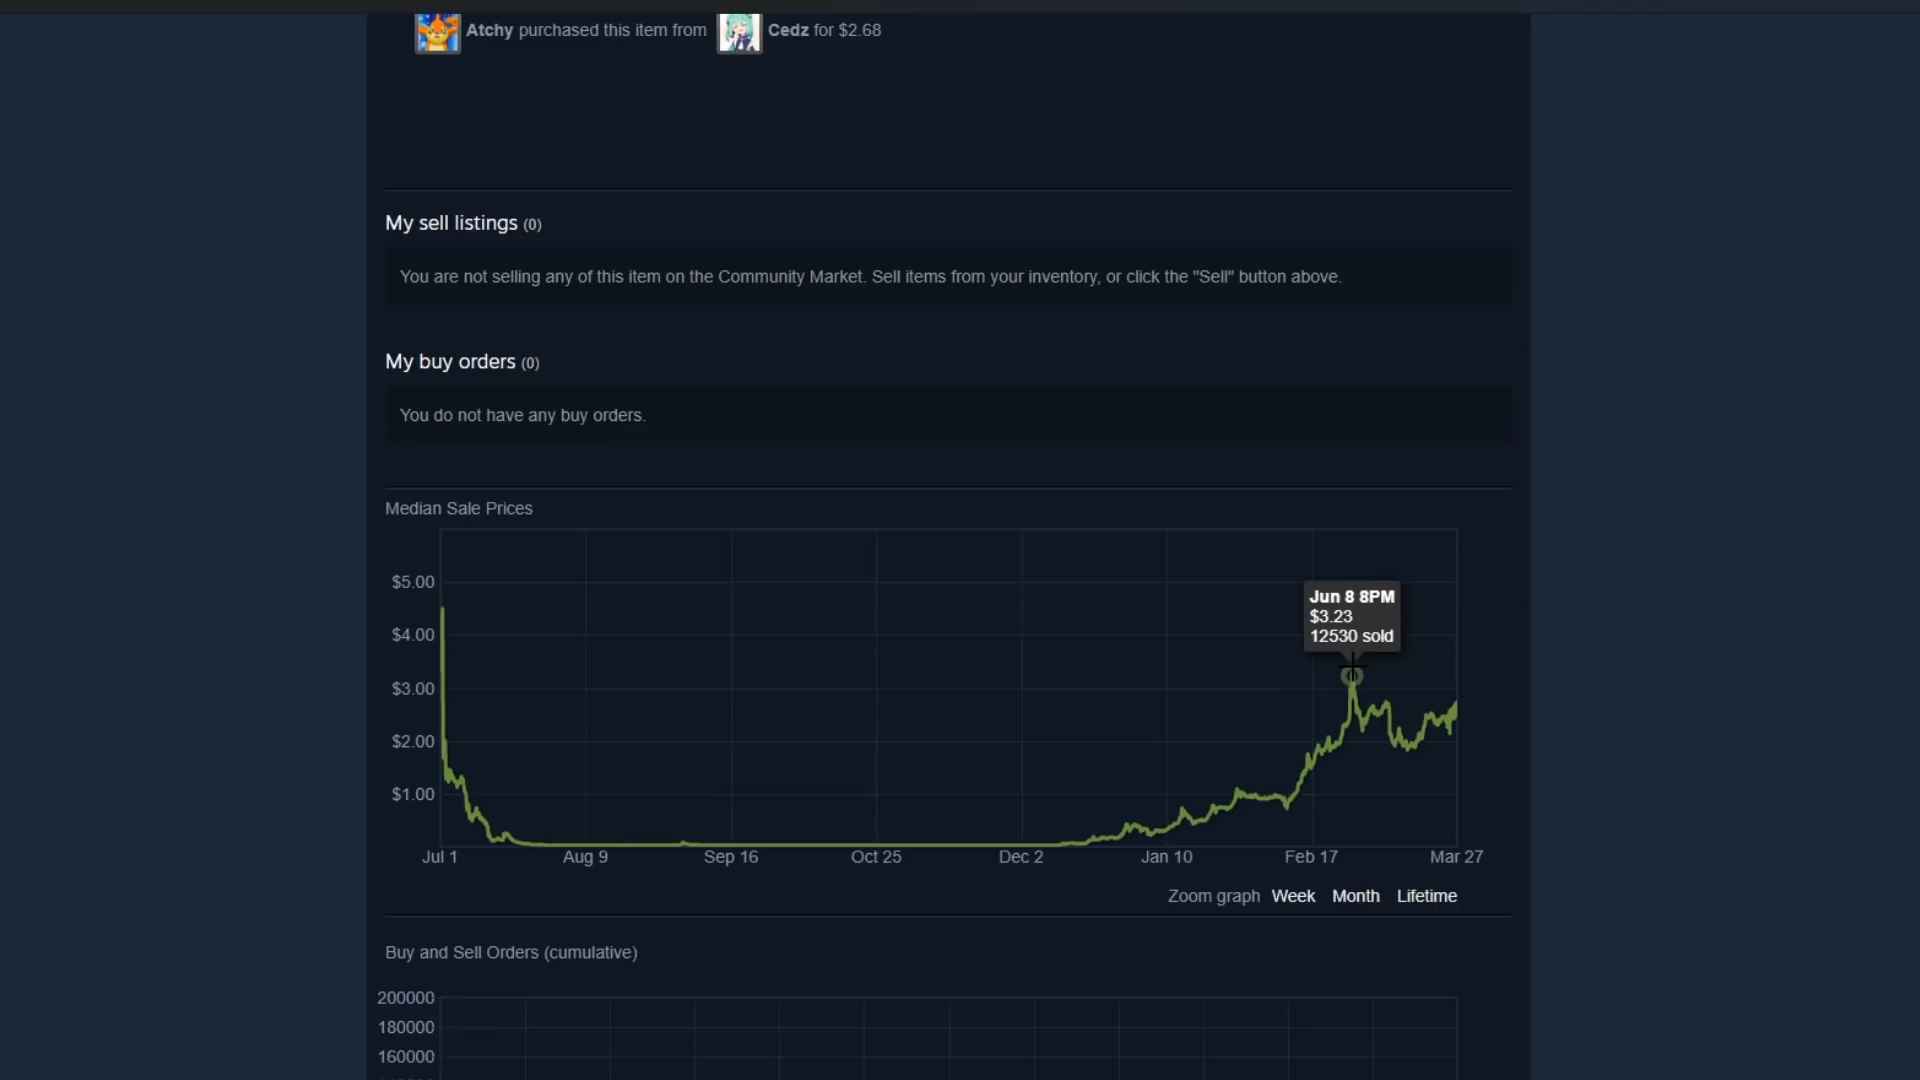 Atchy purchased this item from Cedz for $2.68
My sell listings (0)
You are not selling any of this item on the Community Market. Sell items from your inventory, or click the "Sell" button above.
My buy orders (0)
You do not have any buy orders.
Median Sale Prices
$5.00
$4.00
$3.00
$2.00
$1.00
Jun 8 8PM
$3.23
12530 sold
Jul 1 Aug 9 Sep 16 Oct 25 Dec 2 Jan 10 Feb 17 Mar 27
Zoom graph Week Month Lifetime
Buy and Sell Orders (cumulative)
200000
180000
160000